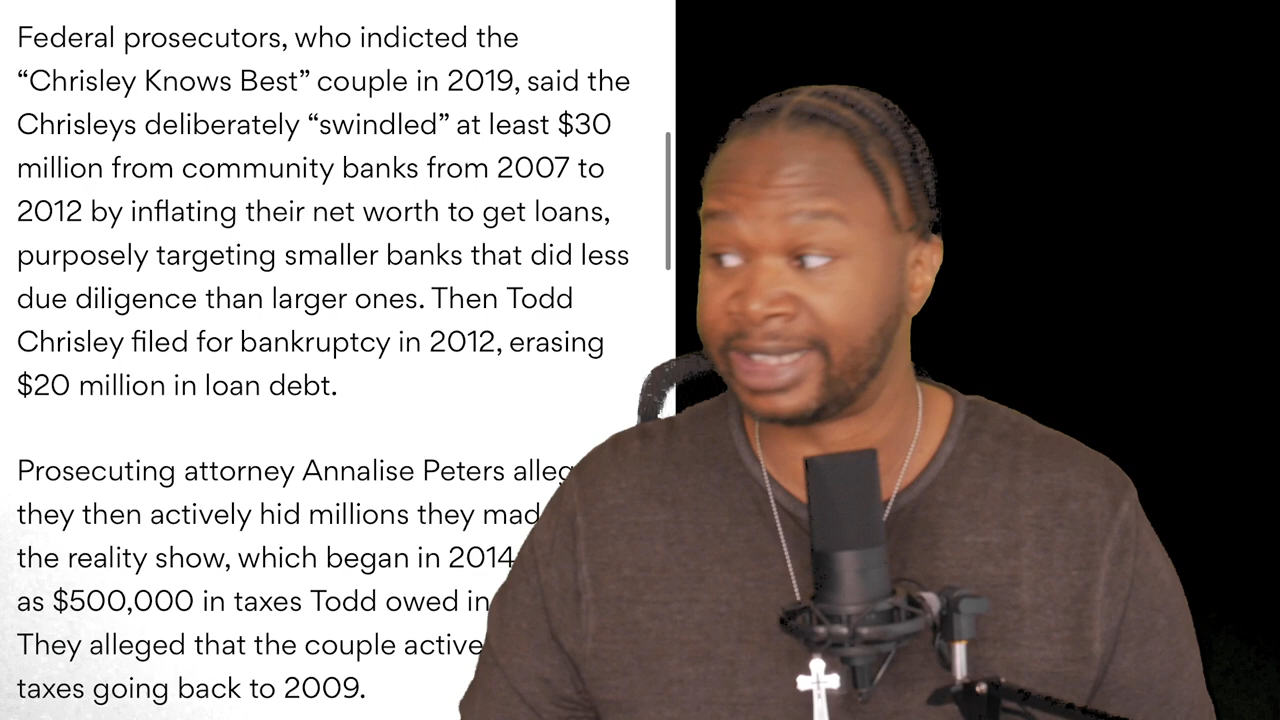 Federal prosecutors, who indicted the
“Chrisley Knows Best” couple in 2019, said the
Chrisleys deliberately “swindled” at least $30
million from community banks from 2007 to
2012 by inflating their net worth to get loans,
purposely targeting smaller banks that did less
due diligence than larger ones. Then Todd
Chrisley filed for bankruptcy in 2012, erasing
$20 million in loan debt.
Prosecuting attorney Annalise Peters
they then actively hid millions they
the reality show, which began in 2014
as $500,000 in taxes Todd owed in
They alleged that the couple
taxes going back to 2009.